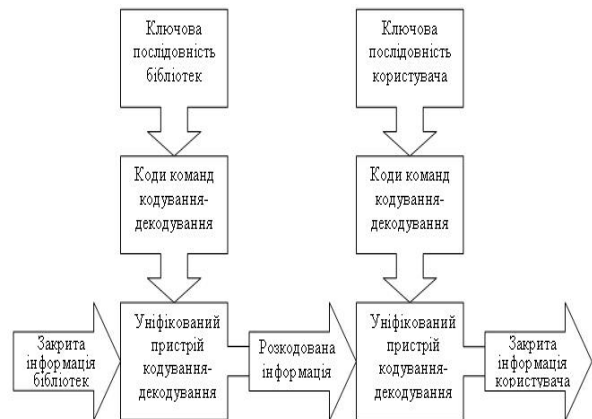 Ключова
послідовність
бібліотек
Ключова
послідовність
користувача
Коди команд
кодування-
декодування
Коди команд
кодування-
декодування
Закрита
інформація
бібліотек
Уніфікований
пристрій
кодування-
декодування
Розкодована
інформація
Уніфікований
пристрій
кодування-
декодування
Закрита
інформація
користувача